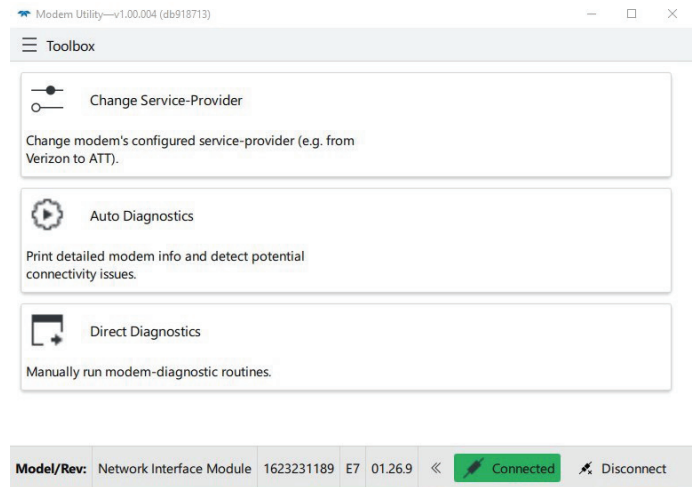 Modem Utility—v1.00.004 (db918713)
Toolbox
Change Service-Provider
Change modem's configured service-provider (e.g. from
Verizon to ATT).
Auto Diagnostics
Print detailed modem info and detect potential
connectivity issues.
Direct Diagnostics
Manually run modem-diagnostic routines.
Model/Rev: Network Interface Module 1623231189 E7 01.26.9 « Connected Disconnect